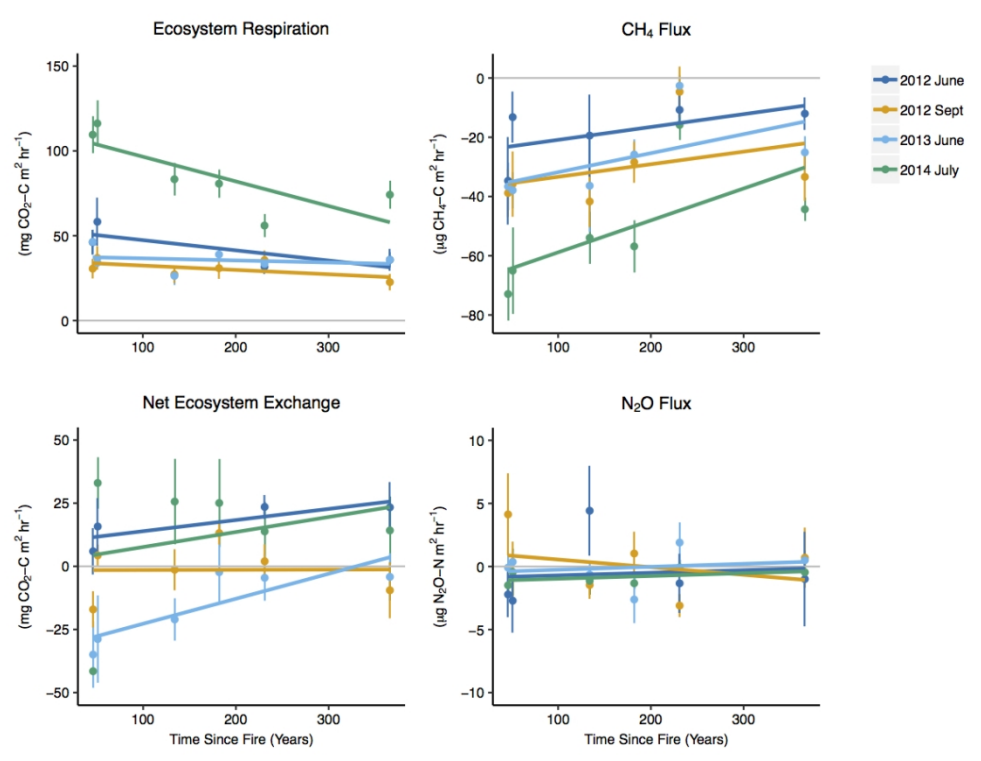 Ecosystem Respiration
150
100
50
0
(mg CO₂–C m² hr⁻¹)
100 200 300
CH₄ Flux
0
−20
−40
−60
−80
(µg CH₄–C m² hr⁻¹)
100 200 300
2012 June
2012 Sept
2013 June
2014 July
Net Ecosystem Exchange
50
25
0
−25
−50
(mg CO₂–C m² hr⁻¹)
100 200 300
Time Since Fire (Years)
N₂O Flux
10
5
0
−5
−10
(µg N₂O–N m² hr⁻¹)
100 200 300
Time Since Fire (Years)